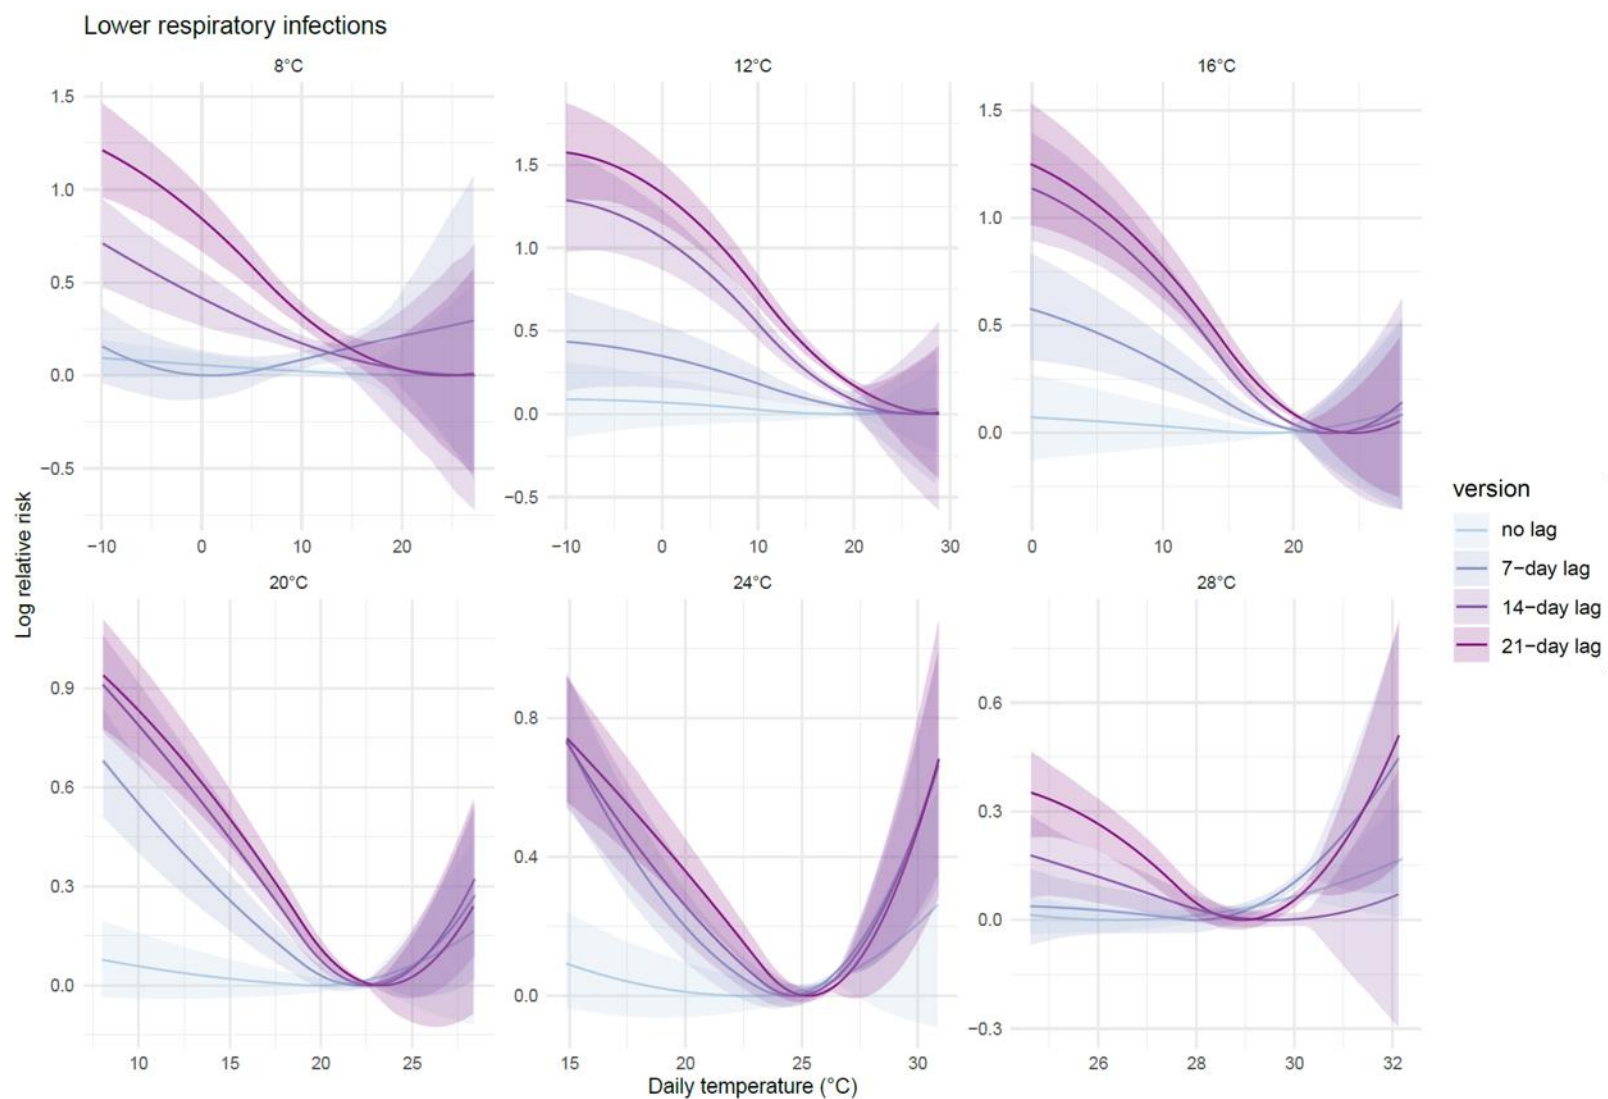 Lower respiratory infections
8°C
12°C
16°C
1.5
1.0
0.5
0.0
−0.5
1.5
1.0
0.5
0.0
−0.5
1.5
1.0
0.5
0.0
−10 0 10 20
−10 0 10 20 30
0 10 20
20°C
24°C
28°C
0.9
0.6
0.3
0.0
0.8
0.4
0.0
0.6
0.3
0.0
−0.3
10 15 20 25
15 20 25 30
26 28 30 32
Log relative risk
Daily temperature (°C)
version
no lag
7−day lag
14−day lag
21−day lag